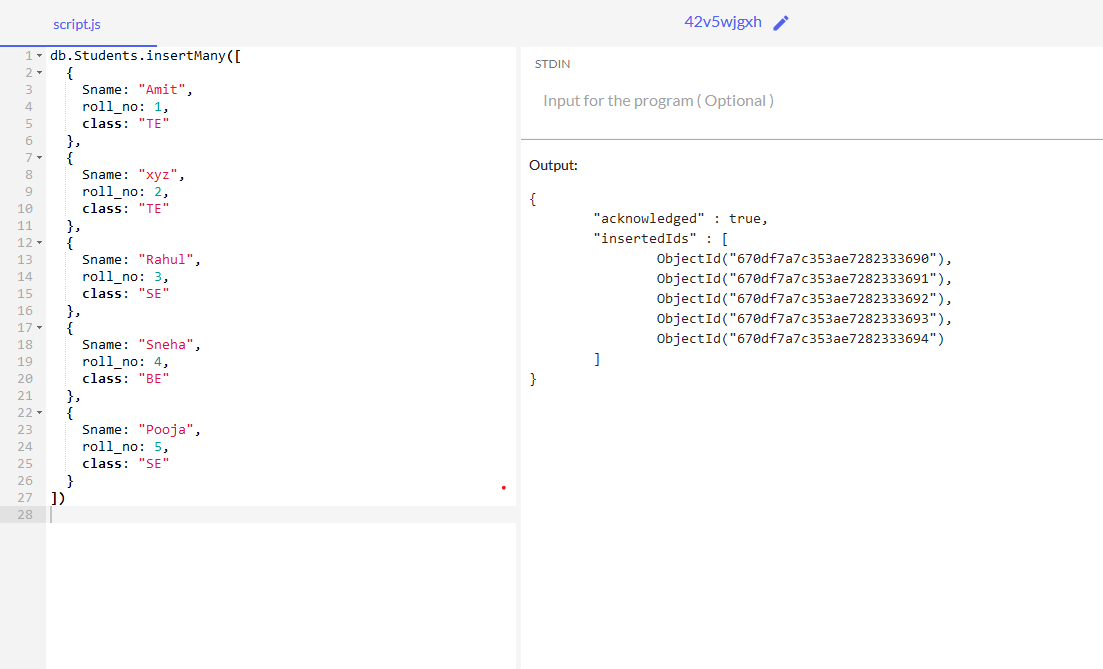 script.js
42v5wjgxh
1 db.Students.insertMany([
2 {
3 Sname: "Amit",
4 roll_no: 1,
5 class: "TE"
6 },
7 {
8 Sname: "xyz",
9 roll_no: 2,
10 class: "TE"
11 },
12 {
13 Sname: "Rahul",
14 roll_no: 3,
15 class: "SE"
16 },
17 {
18 Sname: "Sneha",
19 roll_no: 4,
20 class: "BE"
21 },
22 {
23 Sname: "Pooja",
24 roll_no: 5,
25 class: "SE"
26 }
27 ])
28
STDIN
Input for the program ( Optional )
Output:
{
"acknowledged" : true,
"insertedIds" : [
ObjectId("670df7a7c353ae7282333690"),
ObjectId("670df7a7c353ae7282333691"),
ObjectId("670df7a7c353ae7282333692"),
ObjectId("670df7a7c353ae7282333693"),
ObjectId("670df7a7c353ae7282333694")
]
}